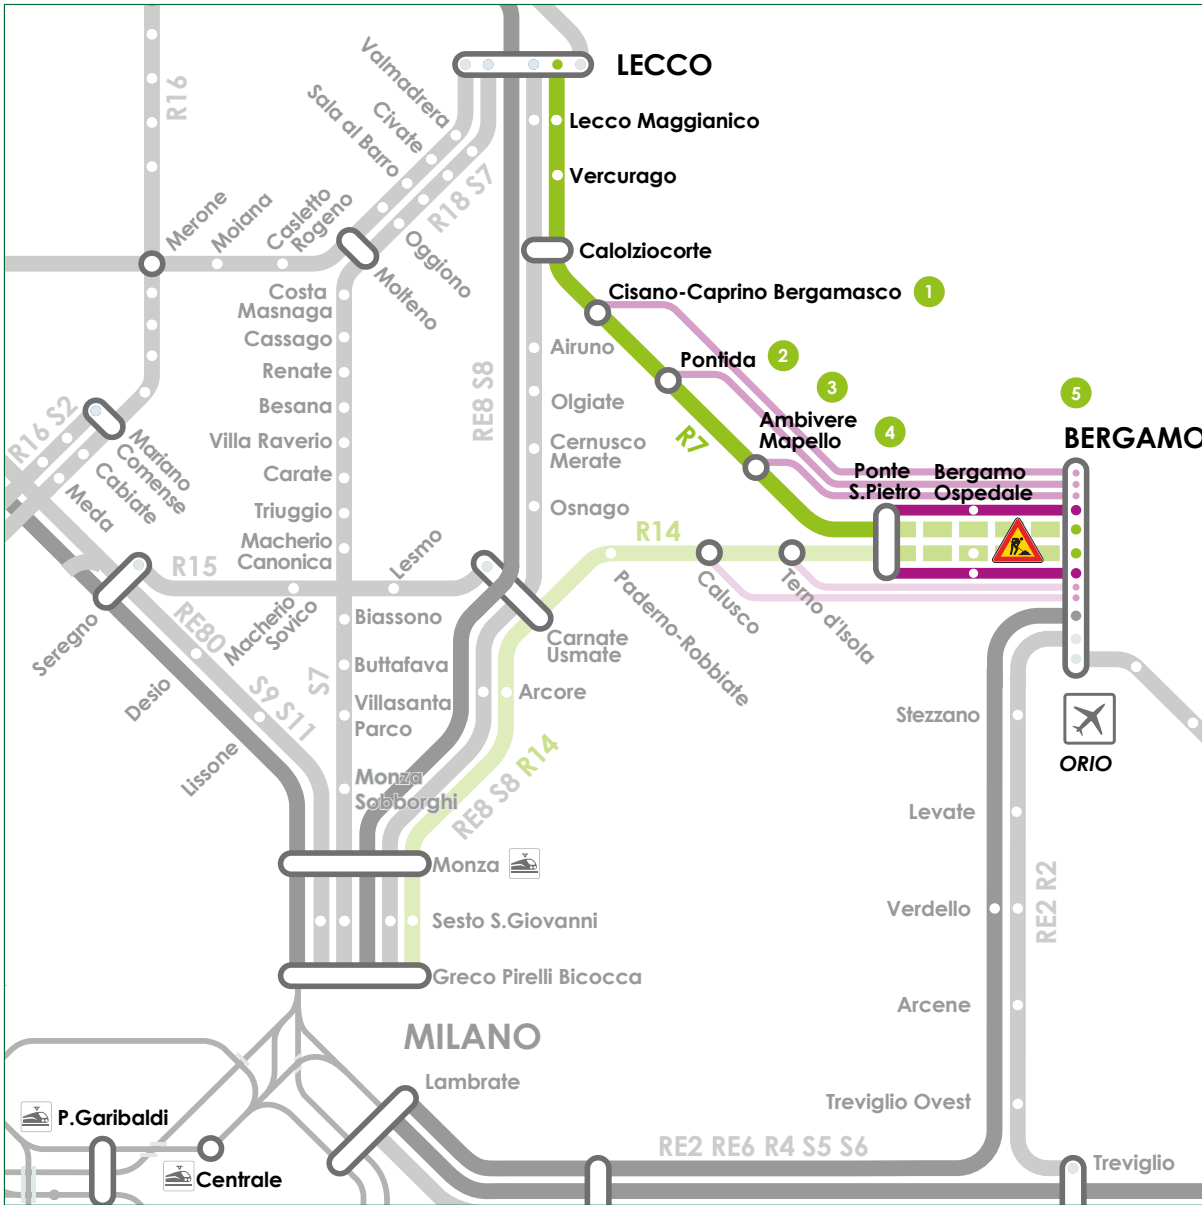 LECCO
Valmadrera
Civate
Sala al Barro
R16
Lecco Maggianico
Vercurago
R18 S7
Merone
Moiana
Casletto
Rogeno
Oggiono
Molteno
Calolziocorte
Cisano-Caprino Bergamasco
1
Costa
Masnaga
Cassago
Renate
Besana
Villa Raverio
Carate
Triuggio
Macherio
Canonica
RE8 S8
Airuno
Olgiate
Cernusco
Merate
Osnago
Pontida
2
3
Ambivere
Mapello
4
5
BERGAMO
R7
Ponte
S.Pietro
Bergamo
Ospedale
R16 S2
Mariano
Comense
Cabiate
Meda
R14
R15
Lesmo
Seregno
RE80
Macherio
Sovico
Biassono
Carnate
Usmate
Paderno-Robbiate
Calusco
Terno d'Isola
Desio
S9 S11
S7
Buttafava
Villasanta
Parco
Arcore
Lissone
Monza
Sobborghi
RE8 S8 R14
Stezzano
ORIO
Levate
Monza
Sesto S.Giovanni
Verdello
RE2 R2
Greco Pirelli Bicocca
Arcene
MILANO
Lambrate
Treviglio Ovest
P.Garibaldi
RE2 RE6 R4 S5 S6
Treviglio
Centrale